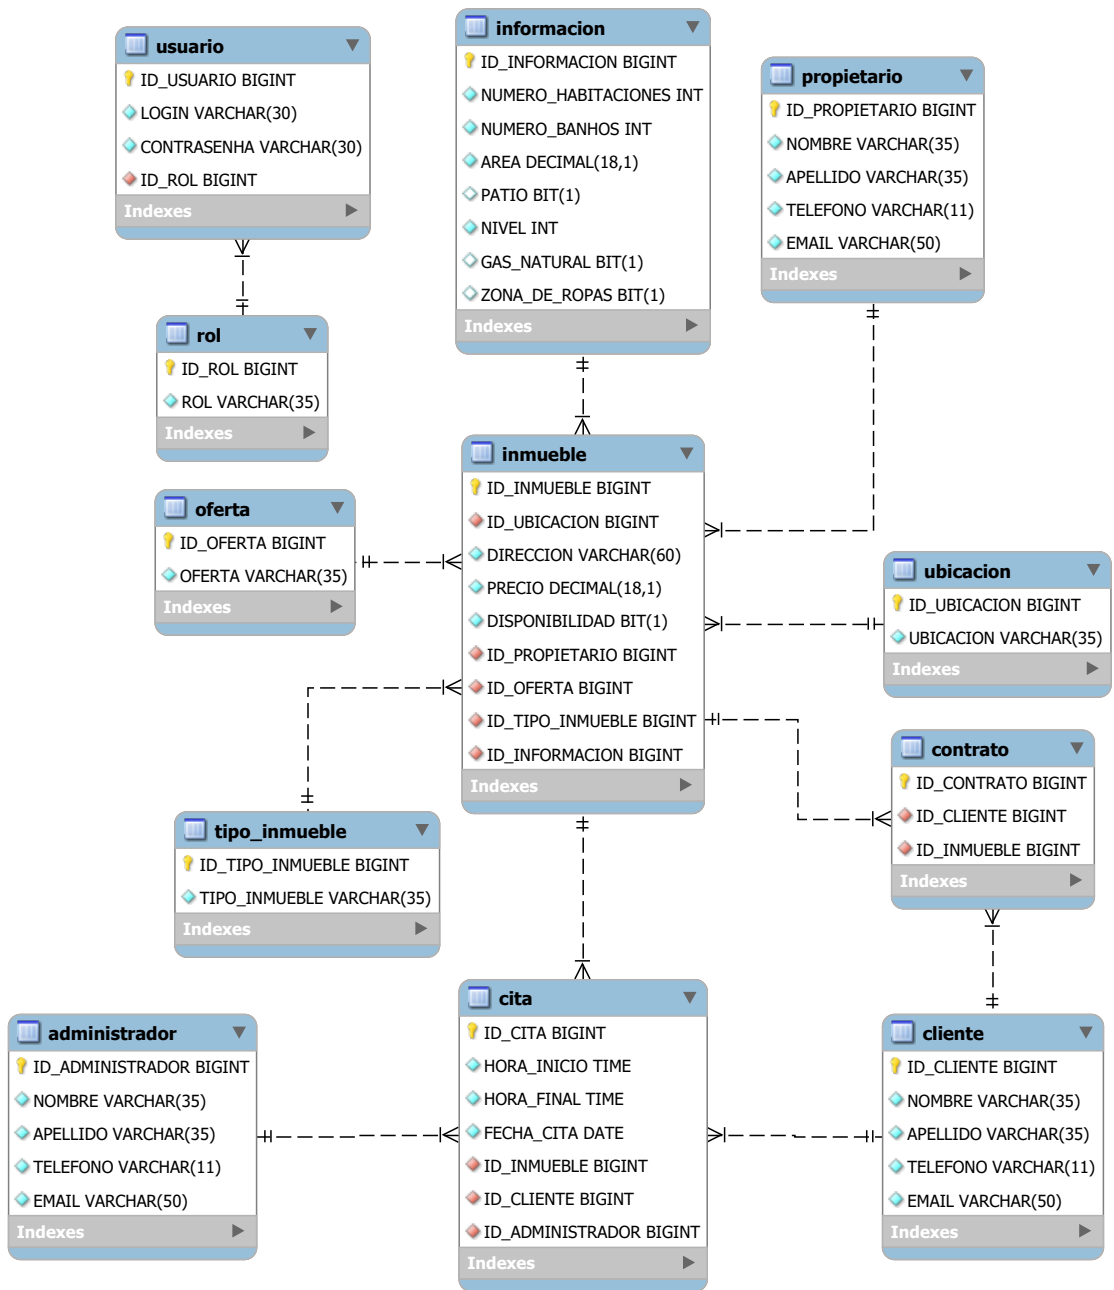 usuario
ID_USUARIO BIGINT
LOGIN VARCHAR(30)
CONTRASENHA VARCHAR(30)
ID_ROL BIGINT
Indexes
informacion
ID_INFORMACION BIGINT
NUMERO_HABITACIONES INT
NUMERO_BANHOS INT
AREA DECIMAL(18,1)
PATIO BIT(1)
NIVEL INT
GAS_NATURAL BIT(1)
ZONA_DE_ROPAS BIT(1)
Indexes
propietario
ID_PROPIETARIO BIGINT
NOMBRE VARCHAR(35)
APELLIDO VARCHAR(35)
TELEFONO VARCHAR(11)
EMAIL VARCHAR(50)
Indexes
rol
ID_ROL BIGINT
ROL VARCHAR(35)
Indexes
inmueble
ID_INMUEBLE BIGINT
ID_UBICACION BIGINT
DIRECCION VARCHAR(60)
PRECIO DECIMAL(18,1)
DISPONIBILIDAD BIT(1)
ID_PROPIETARIO BIGINT
ID_OFERTA BIGINT
ID_TIPO_INMUEBLE BIGINT
ID_INFORMACION BIGINT
Indexes
oferta
ID_OFERTA BIGINT
OFERTA VARCHAR(35)
Indexes
ubicacion
ID_UBICACION BIGINT
UBICACION VARCHAR(35)
Indexes
contrato
ID_CONTRATO BIGINT
ID_CLIENTE BIGINT
ID_INMUEBLE BIGINT
Indexes
tipo_inmueble
ID_TIPO_INMUEBLE BIGINT
TIPO_INMUEBLE VARCHAR(35)
Indexes
administrador
ID_ADMINISTRADOR BIGINT
NOMBRE VARCHAR(35)
APELLIDO VARCHAR(35)
TELEFONO VARCHAR(11)
EMAIL VARCHAR(50)
Indexes
cita
ID_CITA BIGINT
HORA_INICIO TIME
HORA_FINAL TIME
FECHA_CITA DATE
ID_INMUEBLE BIGINT
ID_CLIENTE BIGINT
ID_ADMINISTRADOR BIGINT
Indexes
cliente
ID_CLIENTE BIGINT
NOMBRE VARCHAR(35)
APELLIDO VARCHAR(35)
TELEFONO VARCHAR(11)
EMAIL VARCHAR(50)
Indexes